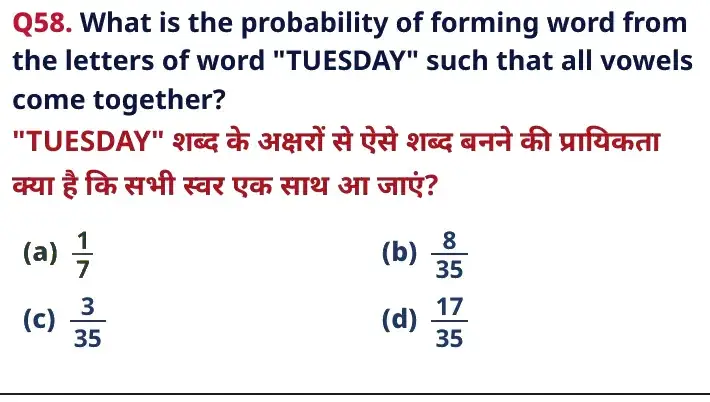 Q58. What is the probability of forming word from
the letters of word "TUESDAY" such that all vowels
come together?
"TUESDAY" शब्द के अक्षरों से ऐसे शब्द बनने की प्रायिकता
क्या है कि सभी स्वर एक साथ आ जाएं?
(a) 1/7
(b) 8/35
(c) 3/35
(d) 17/35